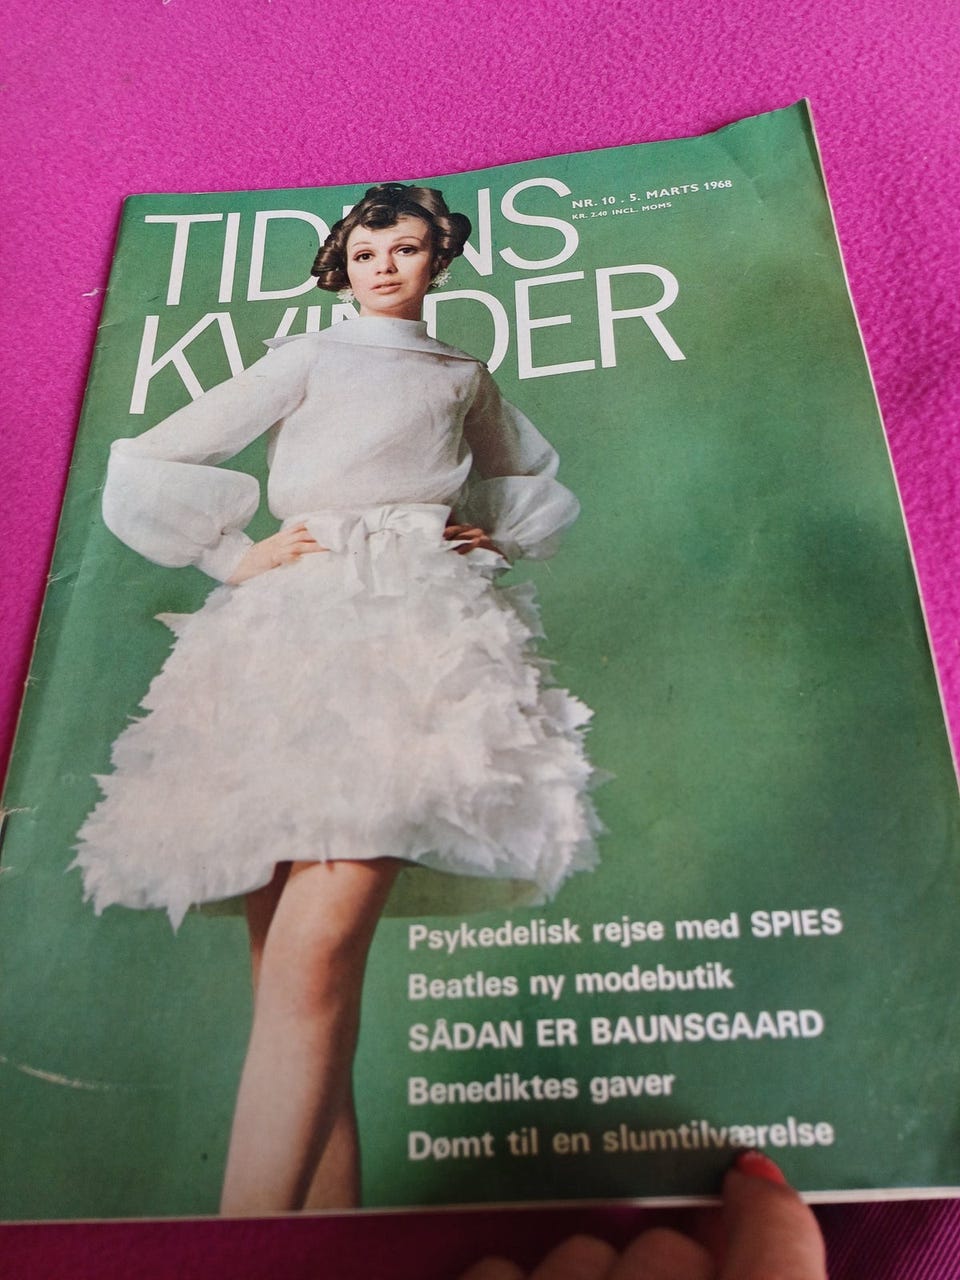 TIDENS
KVINDER
NR. 10 . 5. MARTS 1968
KR. 2.40 INCL. MOMS
Psykedelisk rejse med SPIES
Beatles ny modebutik
SÅDAN ER BAUNSGAARD
Benediktes gaver
Dømt til en slumtilværelse